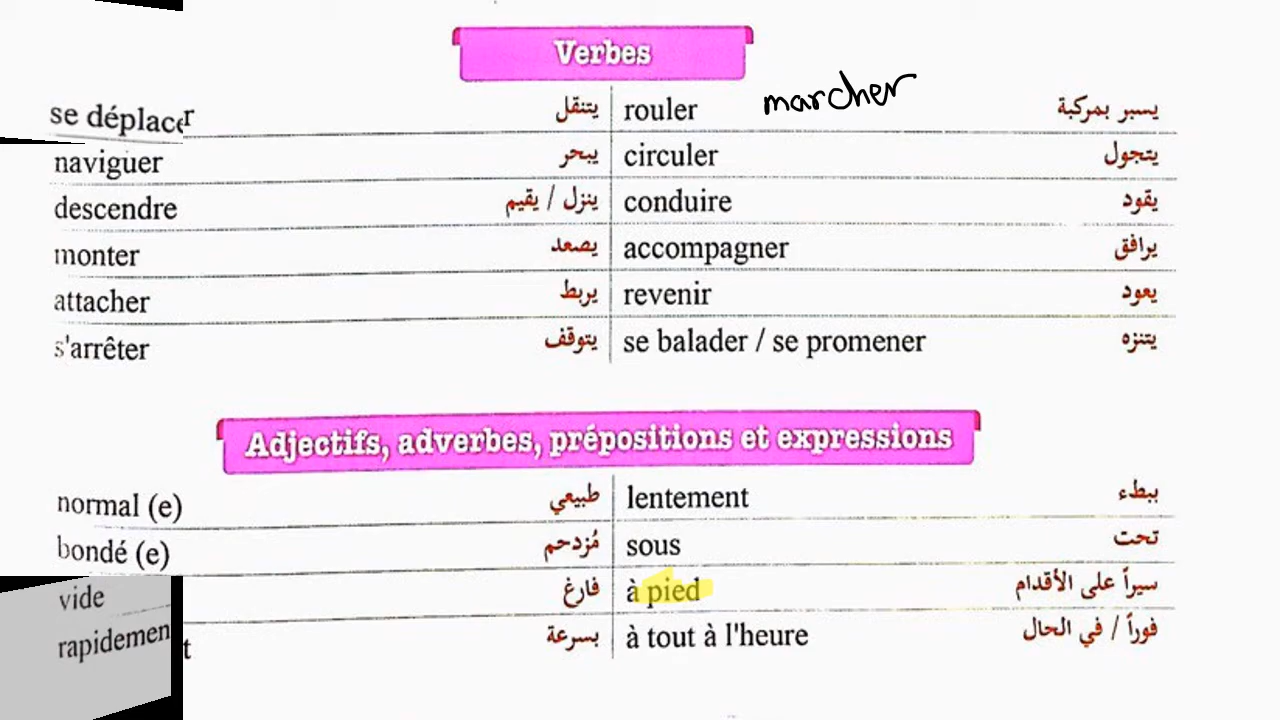 Verbes
se déplacer يتنقل rouler marcher يسير بمركبة
naviguer يبحر circuler يتجول
descendre ينزل / يقيم conduire يقود
monter يصعد accompagner يرافق
attacher يربط revenir يعود
s'arrêter يتوقف se balader / se promener يتنزه
Adjectifs, adverbes, prépositions et expressions
normal (e) طبيعي lentement ببطء
bondé (e) مُزدحم sous تحت
vide فارغ à pied سيراً على الأقدام
rapidement بسرعة à tout à l'heure فوراً / في الحال